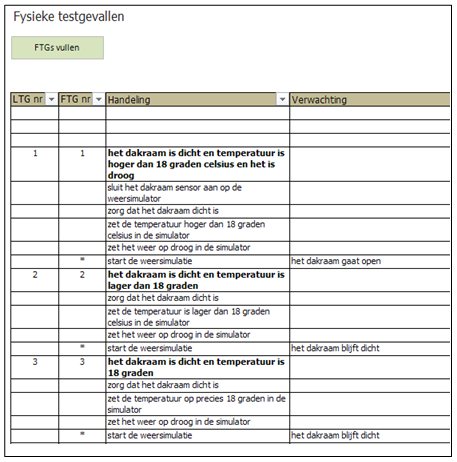 Fysieke testgevallen
FTGs vullen
LTG nr FTG nr Handeling Verwachting
1 1 het dakraam is dicht en temperatuur is
hoger dan 18 graden celsius en het is
droog
sluit het dakraam sensor aan op de
weersimulator
zorg dat het dakraam dicht is
zet de temperatuur hoger dan 18 graden
celsius in de simulator
zet het weer op droog in de simulator
* start de weersimulatie het dakraam gaat open
2 2 het dakraam is dicht en temperatuur is
lager dan 18 graden
zorg dat het dakraam dicht is
zet de temperatuur is lager dan 18 graden
celsius in de simulator
zet het weer op droog in de simulator
* start de weersimulatie het dakraam blijft dicht
3 3 het dakraam is dicht en temperatuur is
18 graden
zorg dat het dakraam dicht is
zet de temperatuur op precies 18 graden in de
simulator
zet het weer op droog in de simulator
* start de weersimulatie het dakraam blijft dicht